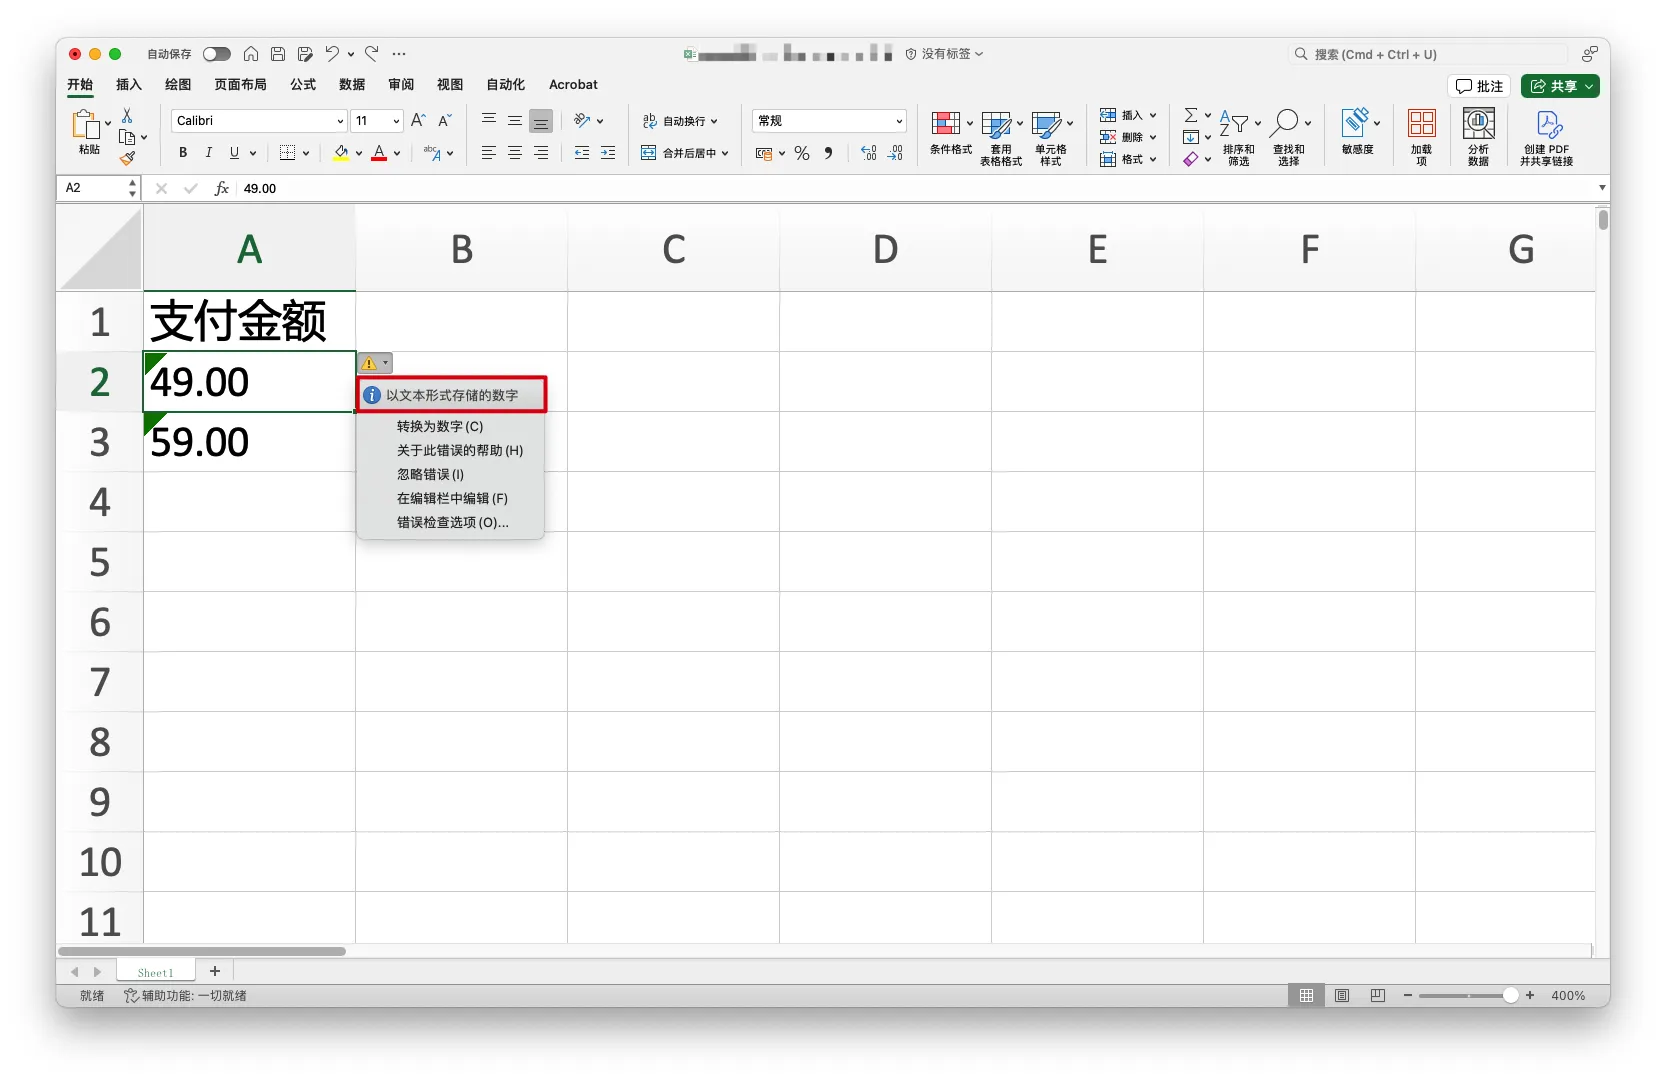 自动保存
没有标签
搜索 (Cmd + Ctrl + U)
开始 插入 绘图 页面布局 公式 数据 审阅 视图 自动化 Acrobat
批注
共享
粘贴
Calibri
11
B I U
自动换行
合并后居中
常规
条件格式
套用
表格格式
单元格
样式
插入
删除
格式
排序和
筛选
查找和
选择
敏感度
加载
项
分析
数据
创建 PDF
并共享链接
A2
fx
49.00
A B C D E F G
1 支付金额
2 49.00
以文本形式存储的数字
转换为数字 (C)
关于此错误的帮助 (H)
忽略错误 (I)
在编辑栏中编辑 (F)
错误检查选项 (O)...
3 59.00
4
5
6
7
8
9
10
11
Sheet1
就绪
辅助功能: 一切就绪
400%